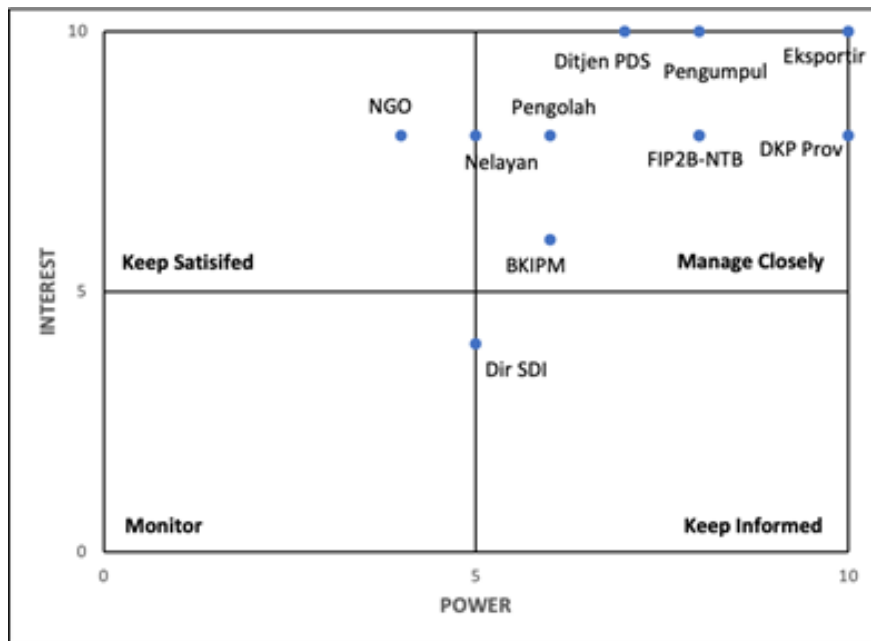 10
Ditjen PDS
Pengumpul
Eksportir
NGO
Pengolah
Nelayan
FIP2B-NTB
DKP Prov
Keep Satisifed
BKIPM
Manage Closely
INTEREST
5
Dir SDI
Monitor
Keep Informed
0
0
5
10
POWER